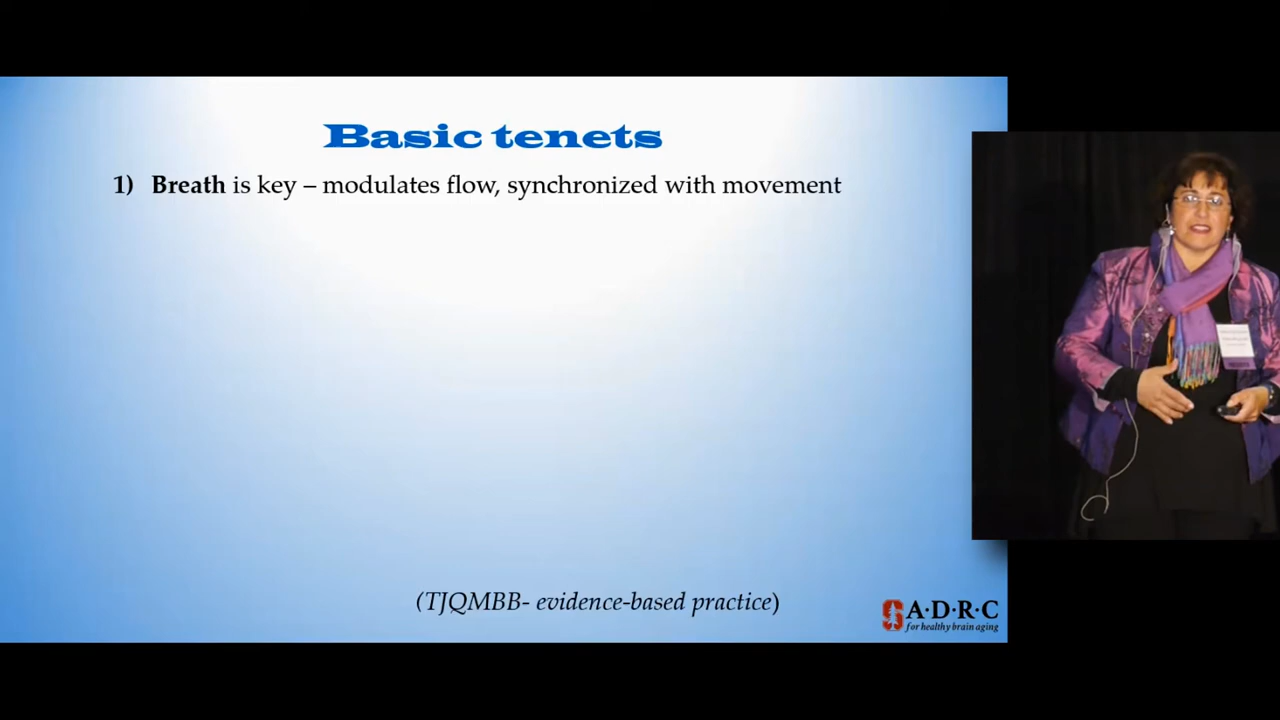 Basic tenets
1) Breath is key – modulates flow, synchronized with movement
(TJQMBB- evidence-based practice)
A·D·R·C
for healthy brain aging